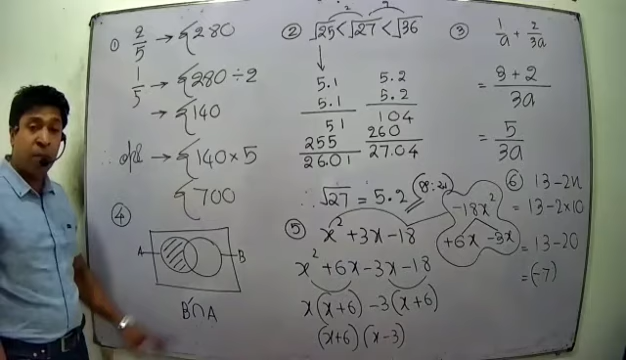 ① 2/5 → ₹280
1/5 → ₹280 ÷ 2
→ ₹140
→ ₹140 × 5
₹700
② √25 < √27 < √36
5.1 5.2
5.1 5.2
51 104
255 260
26.01 27.04
∴ √27 = 5.2
③ 1/a + 2/3a
= 3 + 2 / 3a
= 5/3a
④
A B
B'∩A
⑤ x² + 3x - 18
-18x²
+6x -3x
x² + 6x - 3x - 18
x(x+6) - 3(x+6)
(x+6)(x-3)
⑥ 13 - 2n
= 13 - 2×10
= 13 - 20
= (-7)